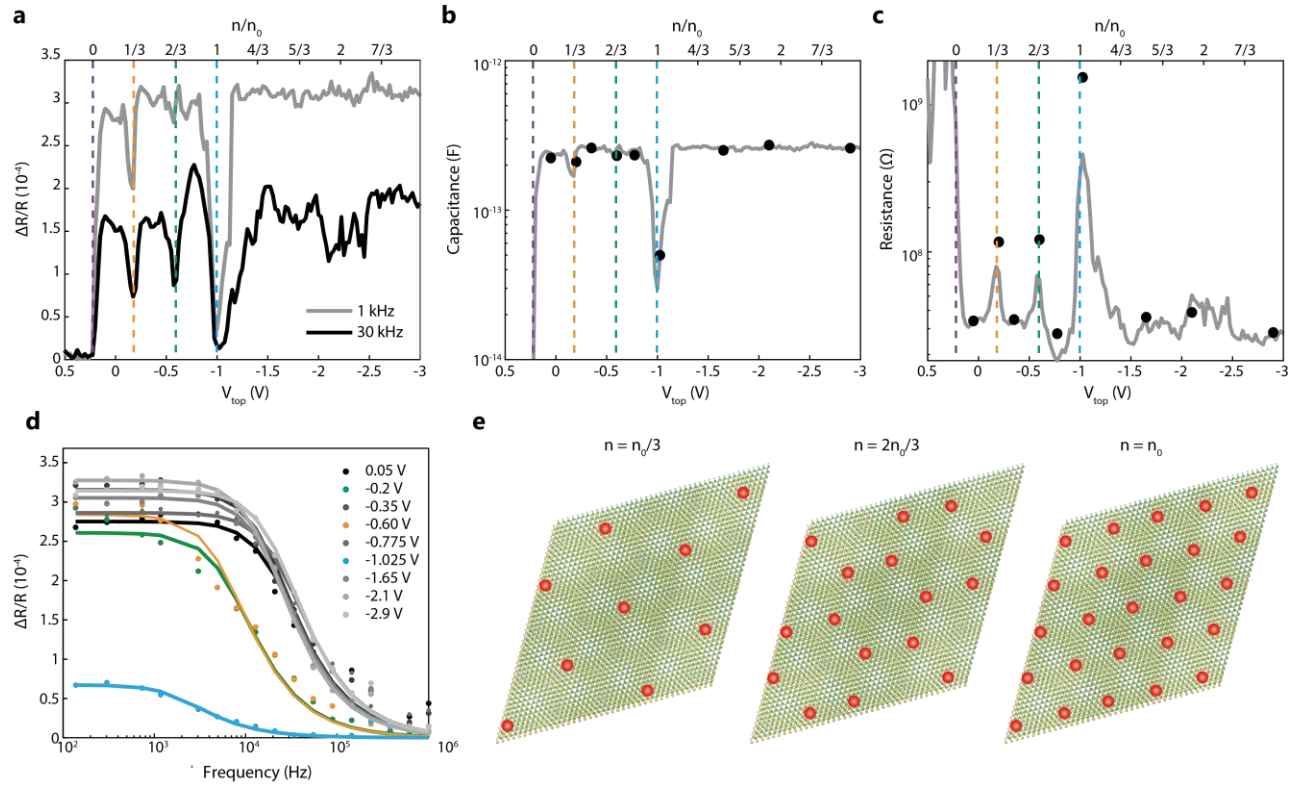 a
n/n0
0 1/3 2/3 1 4/3 5/3 2 7/3
3.5
3
2.5
2
1.5
1
0.5
0
ΔR/R (10⁻⁴)
1 kHz
30 kHz
0.5 0 -0.5 -1 -1.5 -2 -2.5 -3
Vtop (V)
b
n/n0
0 1/3 2/3 1 4/3 5/3 2 7/3
10⁻¹²
10⁻¹³
10⁻¹⁴
Capacitance (F)
0.5 0 -0.5 -1 -1.5 -2 -2.5 -3
Vtop (V)
c
n/n0
0 1/3 2/3 1 4/3 5/3 2 7/3
10⁹
10⁸
Resistance (Ω)
0.5 0 -0.5 -1 -1.5 -2 -2.5 -3
Vtop (V)
d
3.5
3
2.5
2
1.5
1
0.5
0
ΔR/R (10⁻⁴)
0.05 V
-0.2 V
-0.35 V
-0.60 V
-0.775 V
-1.025 V
-1.65 V
-2.1 V
-2.9 V
10² 10³ 10⁴ 10⁵ 10⁶
Frequency (Hz)
e
n = n0/3
n = 2n0/3
n = n0